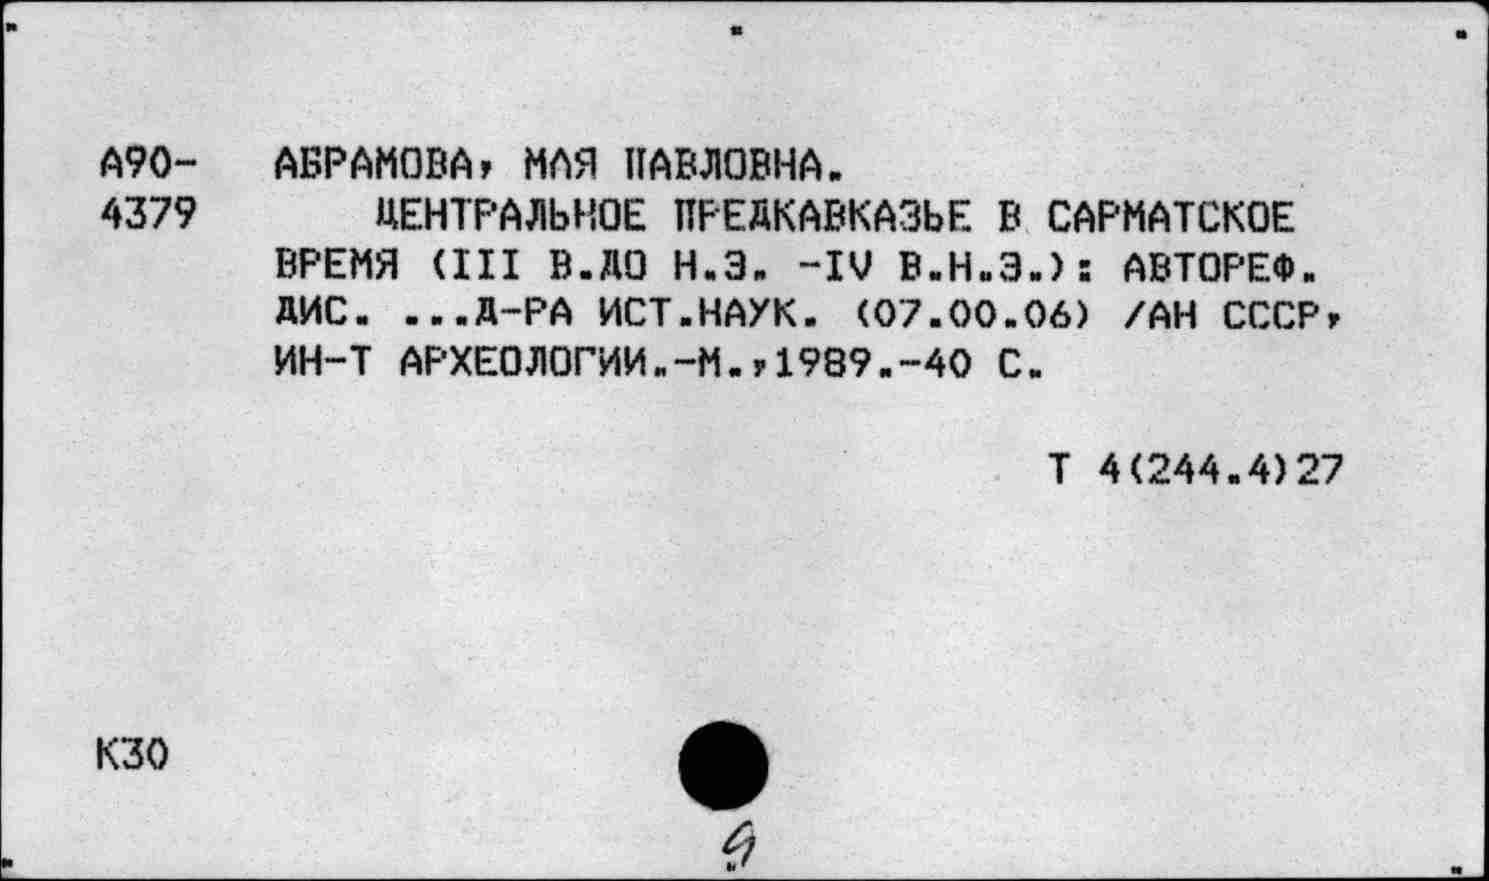 А90- АБРАМОВА, МАЯ ПАВЛОВНА.
4379 ЦЕНТРАЛЬНОЕ ПРЕДКАВКАЗЬЕ В САРМАТСКОЕ
ВРЕМЯ (III В.ДО Н.Э. -IV В.Н.Э.): АВТОРЕФ.
ДИС. ...Д-РА ИСТ.НАУК. (07.00.06) /АН СССР,
ИН-Т АРХЕОЛОГИИ.-М.,1989.-40 С.
Т 4(244.4)27
К30